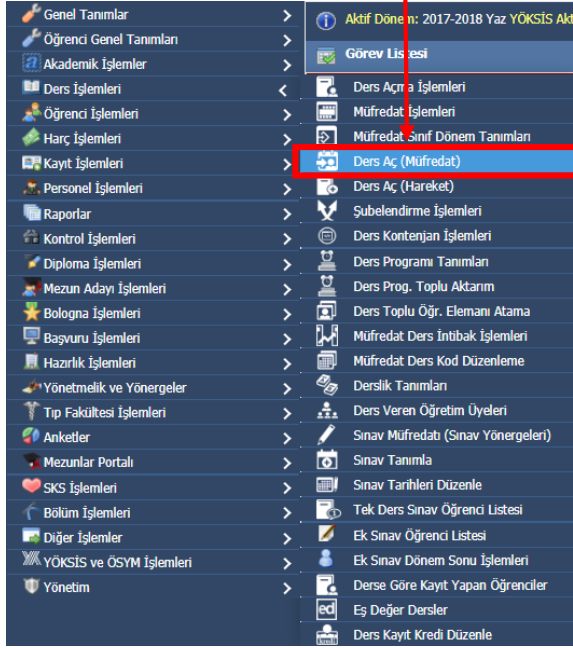 Genel Tanımlar
Öğrenci Genel Tanımları
Akademik İşlemler
Ders İşlemleri
Öğrenci İşlemleri
Harç İşlemleri
Kayıt İşlemleri
Personel İşlemleri
Raporlar
Kontrol İşlemleri
Diploma İşlemleri
Mezun Adayı İşlemleri
Bologna İşlemleri
Başvuru İşlemleri
Hazırlık İşlemleri
Yönetmelik ve Yönergeler
Tıp Fakültesi İşlemleri
Anketler
Mezunlar Portalı
SKS İşlemleri
Bölüm İşlemleri
Diğer İşlemler
YÖKSİS ve ÖSYM İşlemleri
Yönetim
Aktif Dönem: 2017-2018 Yaz YÖKSİS Akt
Görev Listesi
Ders Açma İşlemleri
Müfredat İşlemleri
Müfredat Sınıf Dönem Tanımları
Ders Aç (Müfredat)
Ders Aç (Hareket)
Şubelendirme İşlemleri
Ders Kontenjan İşlemleri
Ders Programı Tanımları
Ders Prog. Toplu Aktarım
Ders Toplu Öğr. Elemanı Atama
Müfredat Ders İntibak İşlemleri
Müfredat Ders Kod Düzenleme
Derslik Tanımları
Ders Veren Öğretim Üyeleri
Sınav Müfredatı (Sınav Yönergeleri)
Sınav Tanımla
Sınav Tarihleri Düzenle
Tek Ders Sınav Öğrenci Listesi
Ek Sınav Öğrenci Listesi
Ek Sınav Dönem Sonu İşlemleri
Derse Göre Kayıt Yapan Öğrenciler
ed Eş Değer Dersler
Ders Kayıt Kredi Düzenle